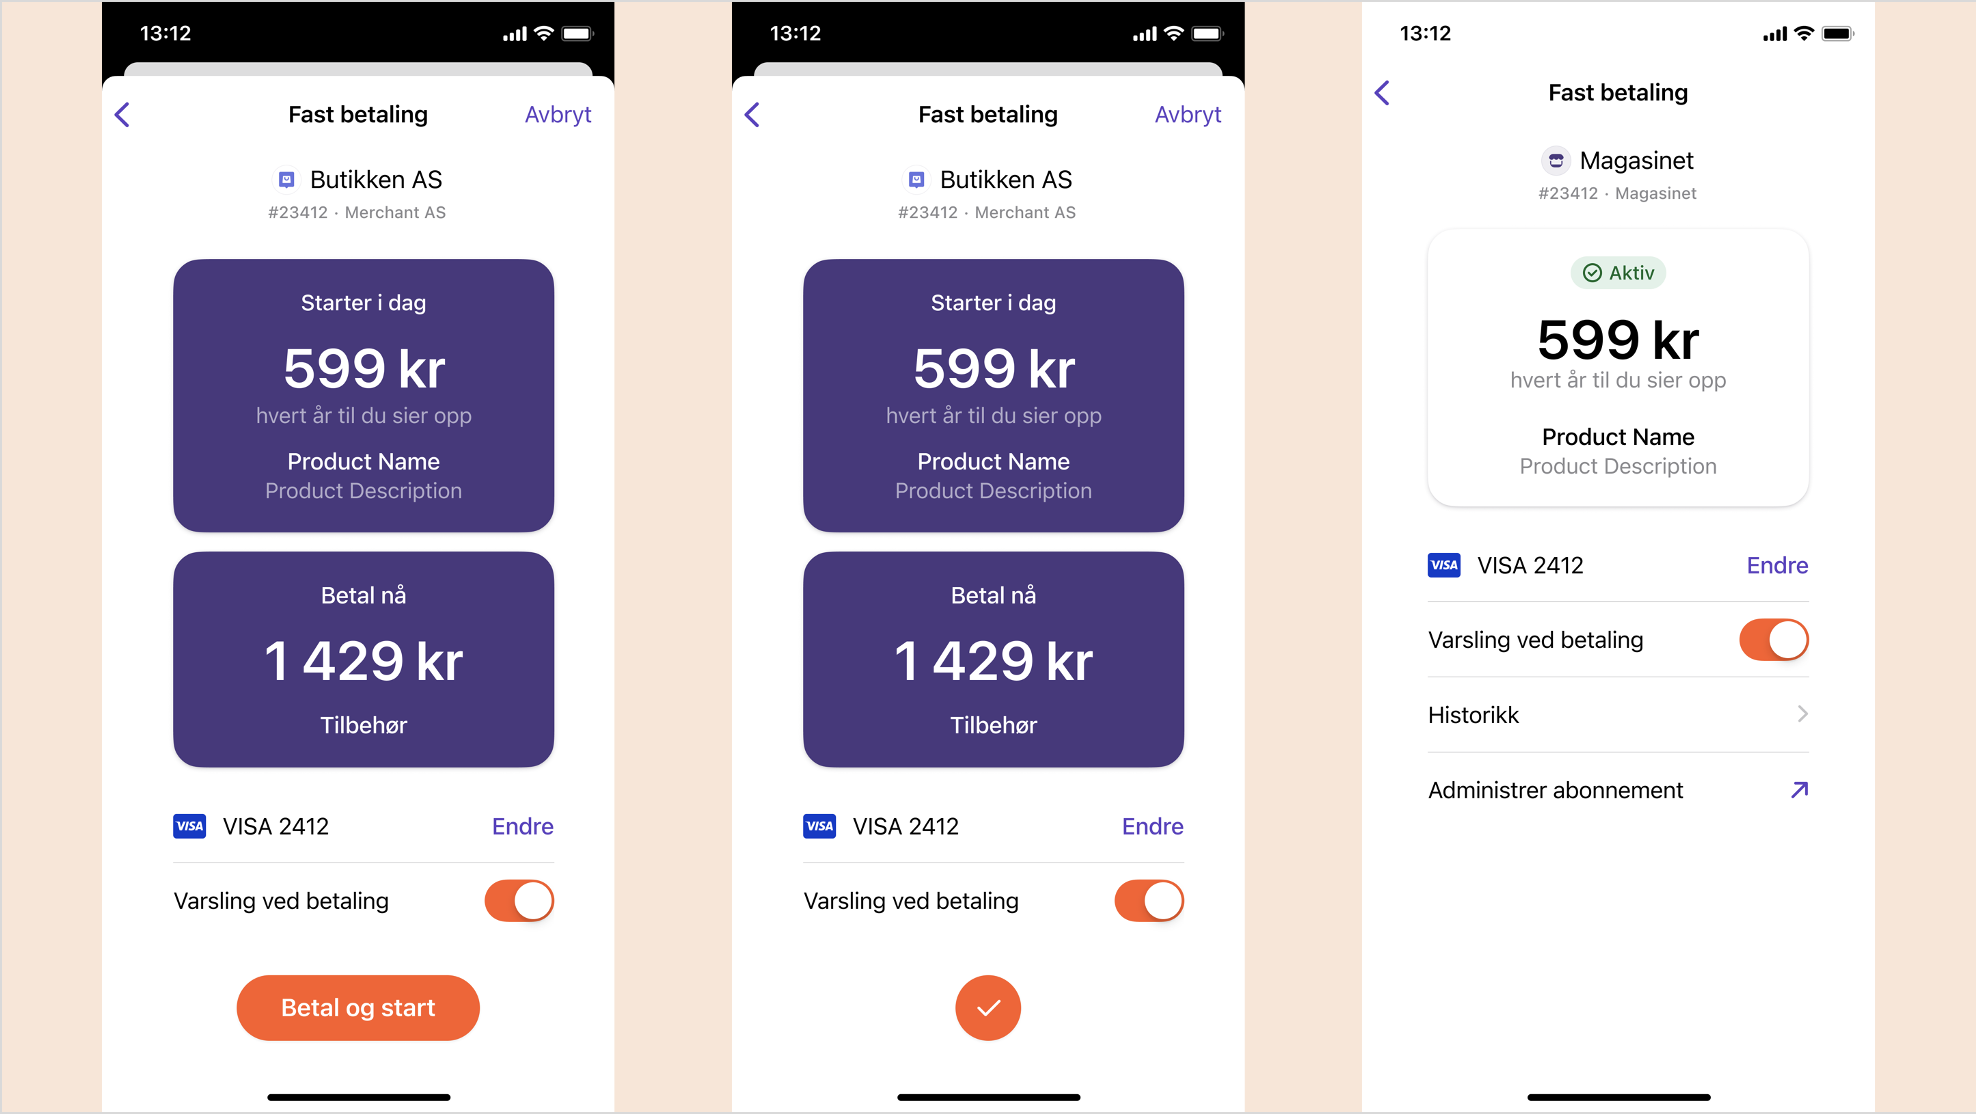 13:12
Fast betaling
Avbryt
Butikken AS
#23412 · Merchant AS
Starter i dag
599 kr
hvert år til du sier opp
Product Name
Product Description
Betal nå
1 429 kr
Tilbehør
VISA VISA 2412
Endre
Varsling ved betaling
Betal og start
13:12
Fast betaling
Avbryt
Butikken AS
#23412 · Merchant AS
Starter i dag
599 kr
hvert år til du sier opp
Product Name
Product Description
Betal nå
1 429 kr
Tilbehør
VISA VISA 2412
Endre
Varsling ved betaling
13:12
Fast betaling
Magasinet
#23412 · Magasinet
Aktiv
599 kr
hvert år til du sier opp
Product Name
Product Description
VISA VISA 2412
Endre
Varsling ved betaling
Historikk
Administrer abonnement